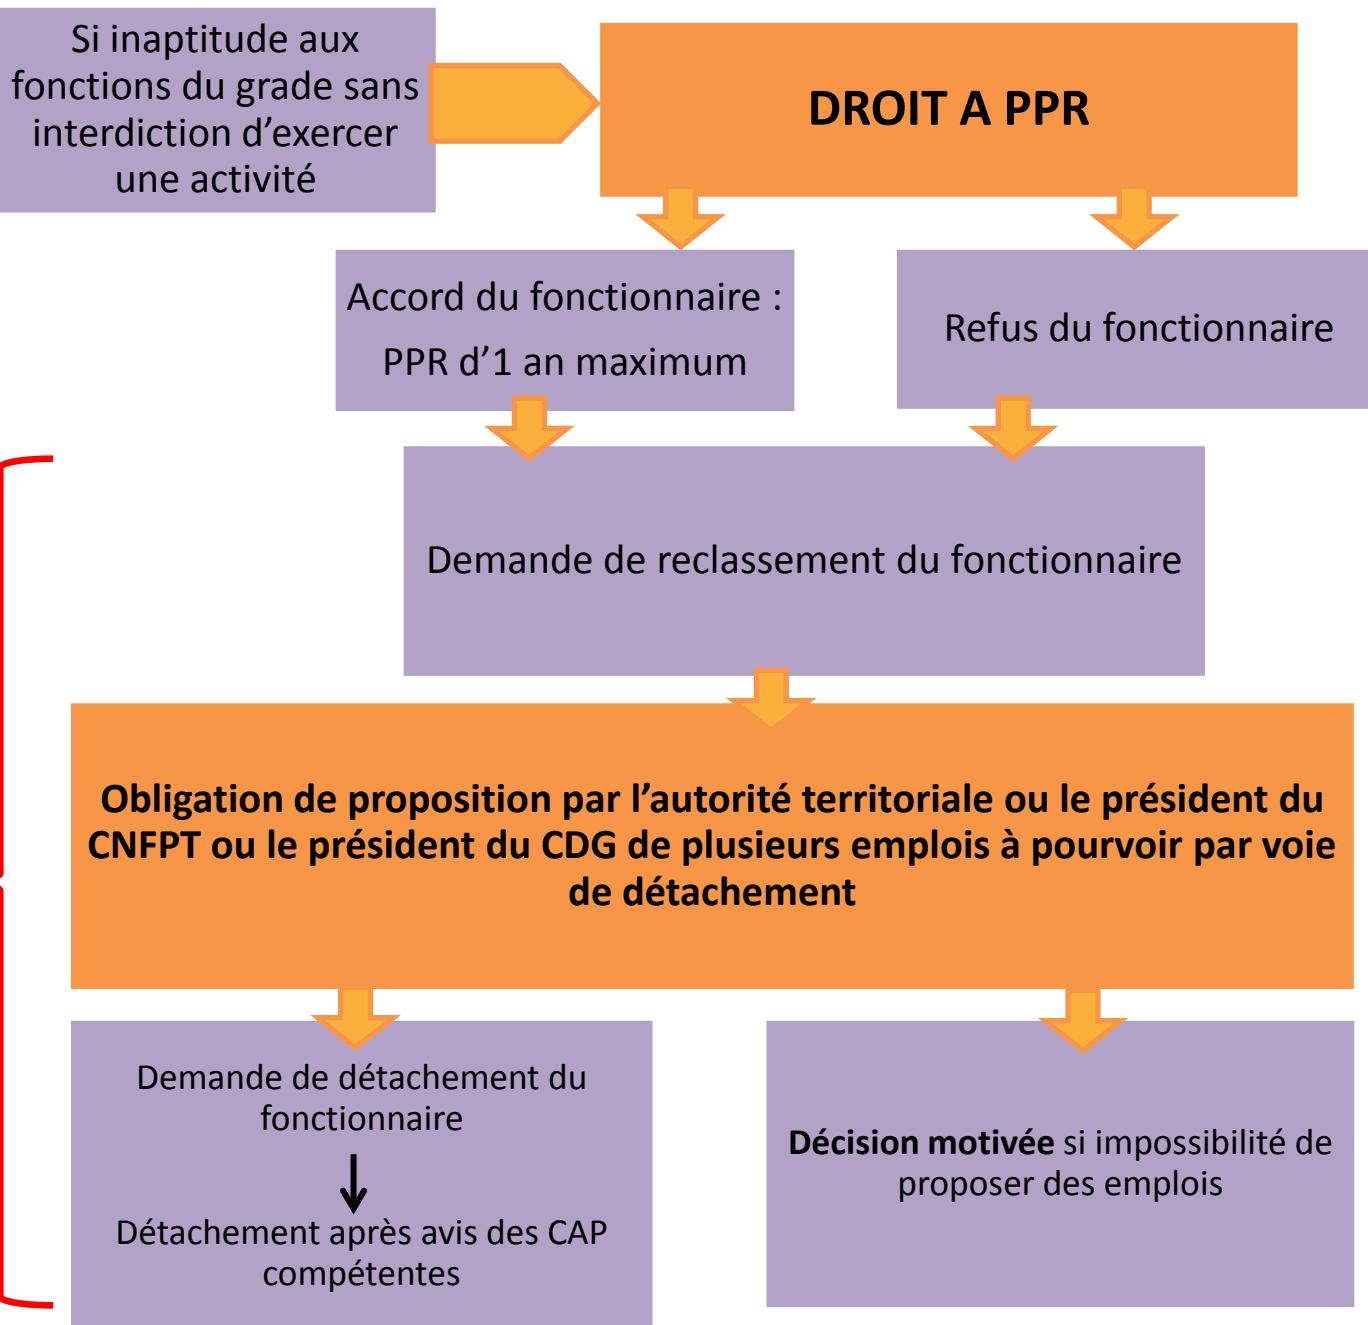 Si inaptitude aux
fonctions du grade sans
interdiction d’exercer
une activité
DROIT A PPR
Accord du fonctionnaire :
PPR d’1 an maximum
Refus du fonctionnaire
Demande de reclassement du fonctionnaire
Obligation de proposition par l’autorité territoriale ou le président du
CNFPT ou le président du CDG de plusieurs emplois à pourvoir par voie
de détachement
Demande de détachement du
fonctionnaire
Détachement après avis des CAP
compétentes
Décision motivée si impossibilité de
proposer des emplois